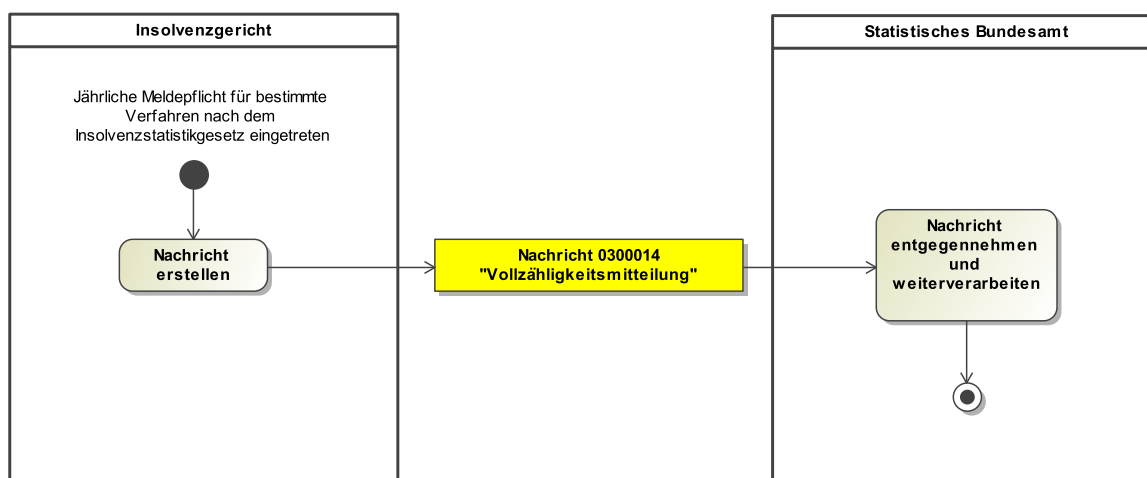 Insolvenzgericht
Statistisches Bundesamt
Jährliche Meldepflicht für bestimmte
Verfahren nach dem
Insolvenzstatistikgesetz eingetreten
Nachricht
erstellen
Nachricht 0300014
"Vollzähligkeitsmitteilung"
Nachricht
entgegennehmen
und
weiterverarbeiten